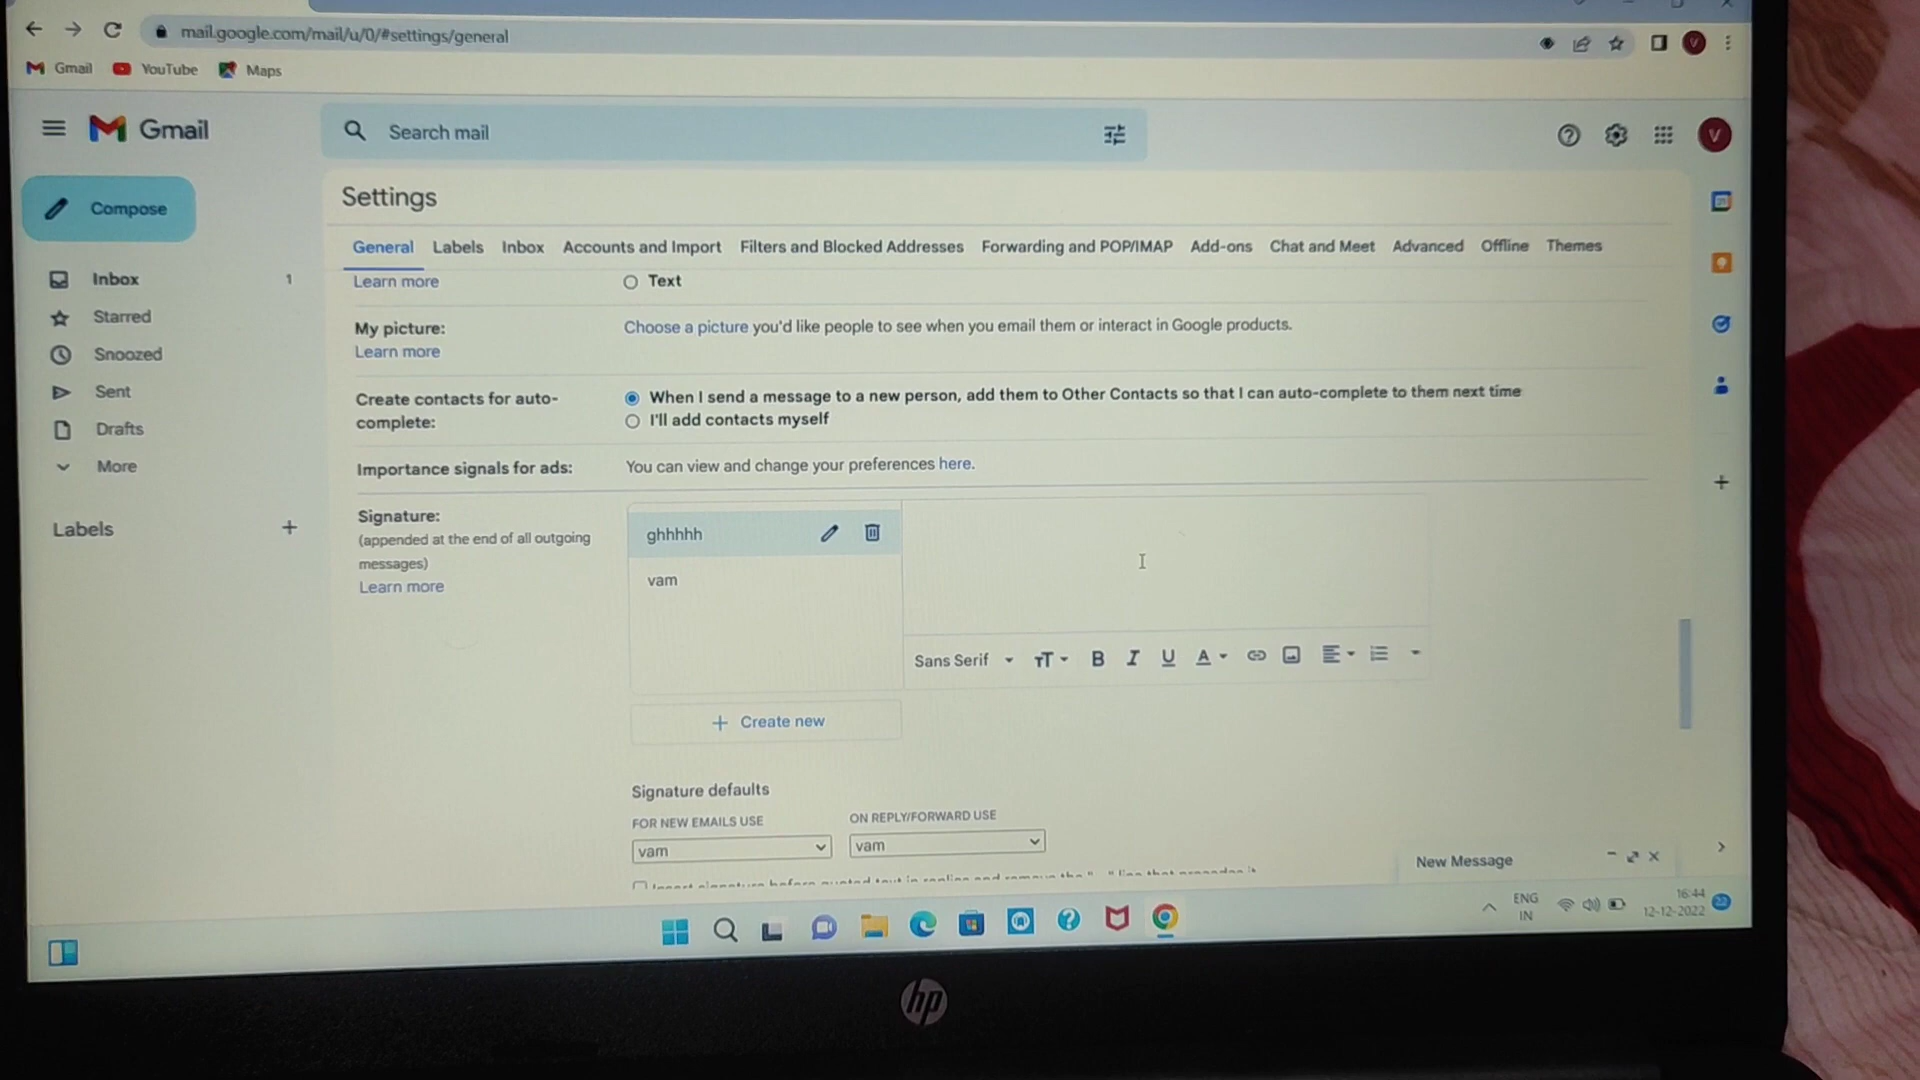 mail.google.com/mail/u/0/#settings/general
Gmail YouTube Maps
Gmail
Search mail
V
Compose
Settings
General Labels Inbox Accounts and Import Filters and Blocked Addresses Forwarding and POP/IMAP Add-ons Chat and Meet Advanced Offline Themes
Inbox 1
Starred
Snoozed
Sent
Drafts
More
Labels
Learn more
Text
My picture:
Learn more
Choose a picture you'd like people to see when you email them or interact in Google products.
Create contacts for auto-
complete:
When I send a message to a new person, add them to Other Contacts so that I can auto-complete to them next time
I'll add contacts myself
Importance signals for ads:
You can view and change your preferences here.
Signature:
(appended at the end of all outgoing
messages)
Learn more
ghhhhh
vam
Sans Serif
+ Create new
Signature defaults
FOR NEW EMAILS USE ON REPLY/FORWARD USE
vam vam
New Message
ENG
IN
16:44
12-12-2022
hp